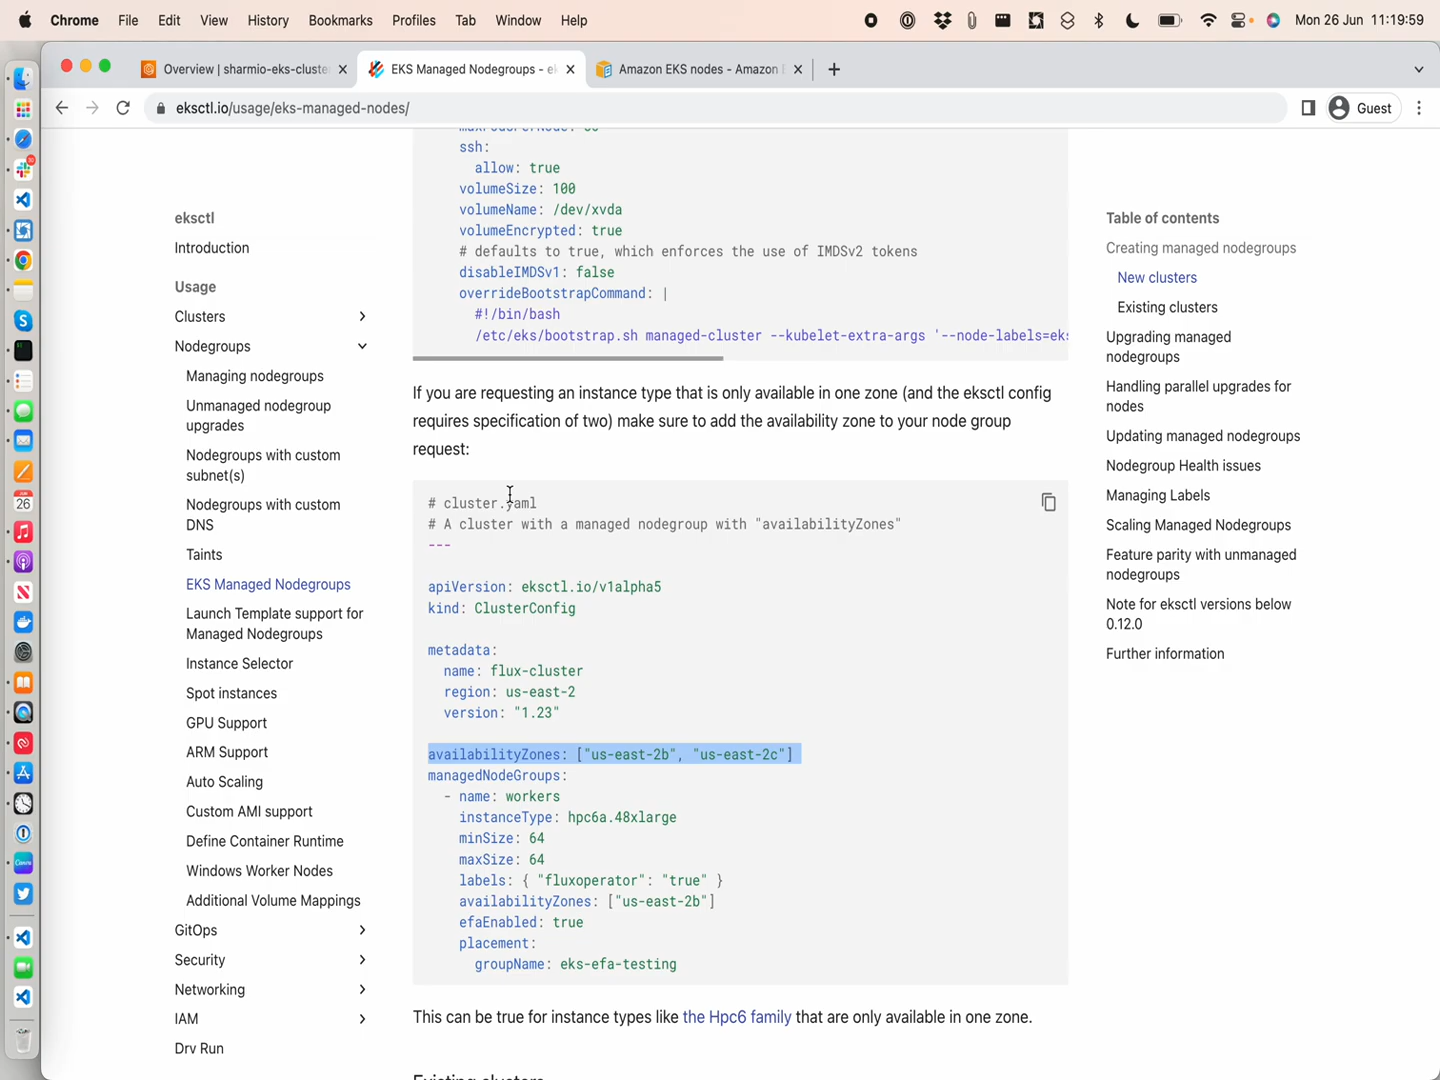 Chrome File Edit View History Bookmarks Profiles Tab Window Help Mon 26 Jun 11:19:59
Overview | sharmio-eks-cluste EKS Managed Nodegroups - ek Amazon EKS nodes - Amazon E
eksctl.io/usage/eks-managed-nodes/ Guest
eksctl
Introduction
Usage
Clusters
Nodegroups
Managing nodegroups
Unmanaged nodegroup
upgrades
Nodegroups with custom
subnet(s)
Nodegroups with custom
DNS
Taints
EKS Managed Nodegroups
Launch Template support for
Managed Nodegroups
Instance Selector
Spot instances
GPU Support
ARM Support
Auto Scaling
Custom AMI support
Define Container Runtime
Windows Worker Nodes
Additional Volume Mappings
GitOps
Security
Networking
IAM
Dry Run
ssh:
allow: true
volumeSize: 100
volumeName: /dev/xvda
volumeEncrypted: true
# defaults to true, which enforces the use of IMDSv2 tokens
disableIMDSv1: false
overrideBootstrapCommand: |
#!/bin/bash
/etc/eks/bootstrap.sh managed-cluster --kubelet-extra-args '--node-labels=eks
If you are requesting an instance type that is only available in one zone (and the eksctl config
requires specification of two) make sure to add the availability zone to your node group
request:
# cluster.yaml
# A cluster with a managed nodegroup with "availabilityZones"
---
apiVersion: eksctl.io/v1alpha5
kind: ClusterConfig
metadata:
name: flux-cluster
region: us-east-2
version: "1.23"
availabilityZones: ["us-east-2b", "us-east-2c"]
managedNodeGroups:
- name: workers
instanceType: hpc6a.48xlarge
minSize: 64
maxSize: 64
labels: { "fluxoperator": "true" }
availabilityZones: ["us-east-2b"]
efaEnabled: true
placement:
groupName: eks-efa-testing
This can be true for instance types like the Hpc6 family that are only available in one zone.
Table of contents
Creating managed nodegroups
New clusters
Existing clusters
Upgrading managed
nodegroups
Handling parallel upgrades for
nodes
Updating managed nodegroups
Nodegroup Health issues
Managing Labels
Scaling Managed Nodegroups
Feature parity with unmanaged
nodegroups
Note for eksctl versions below
0.12.0
Further information